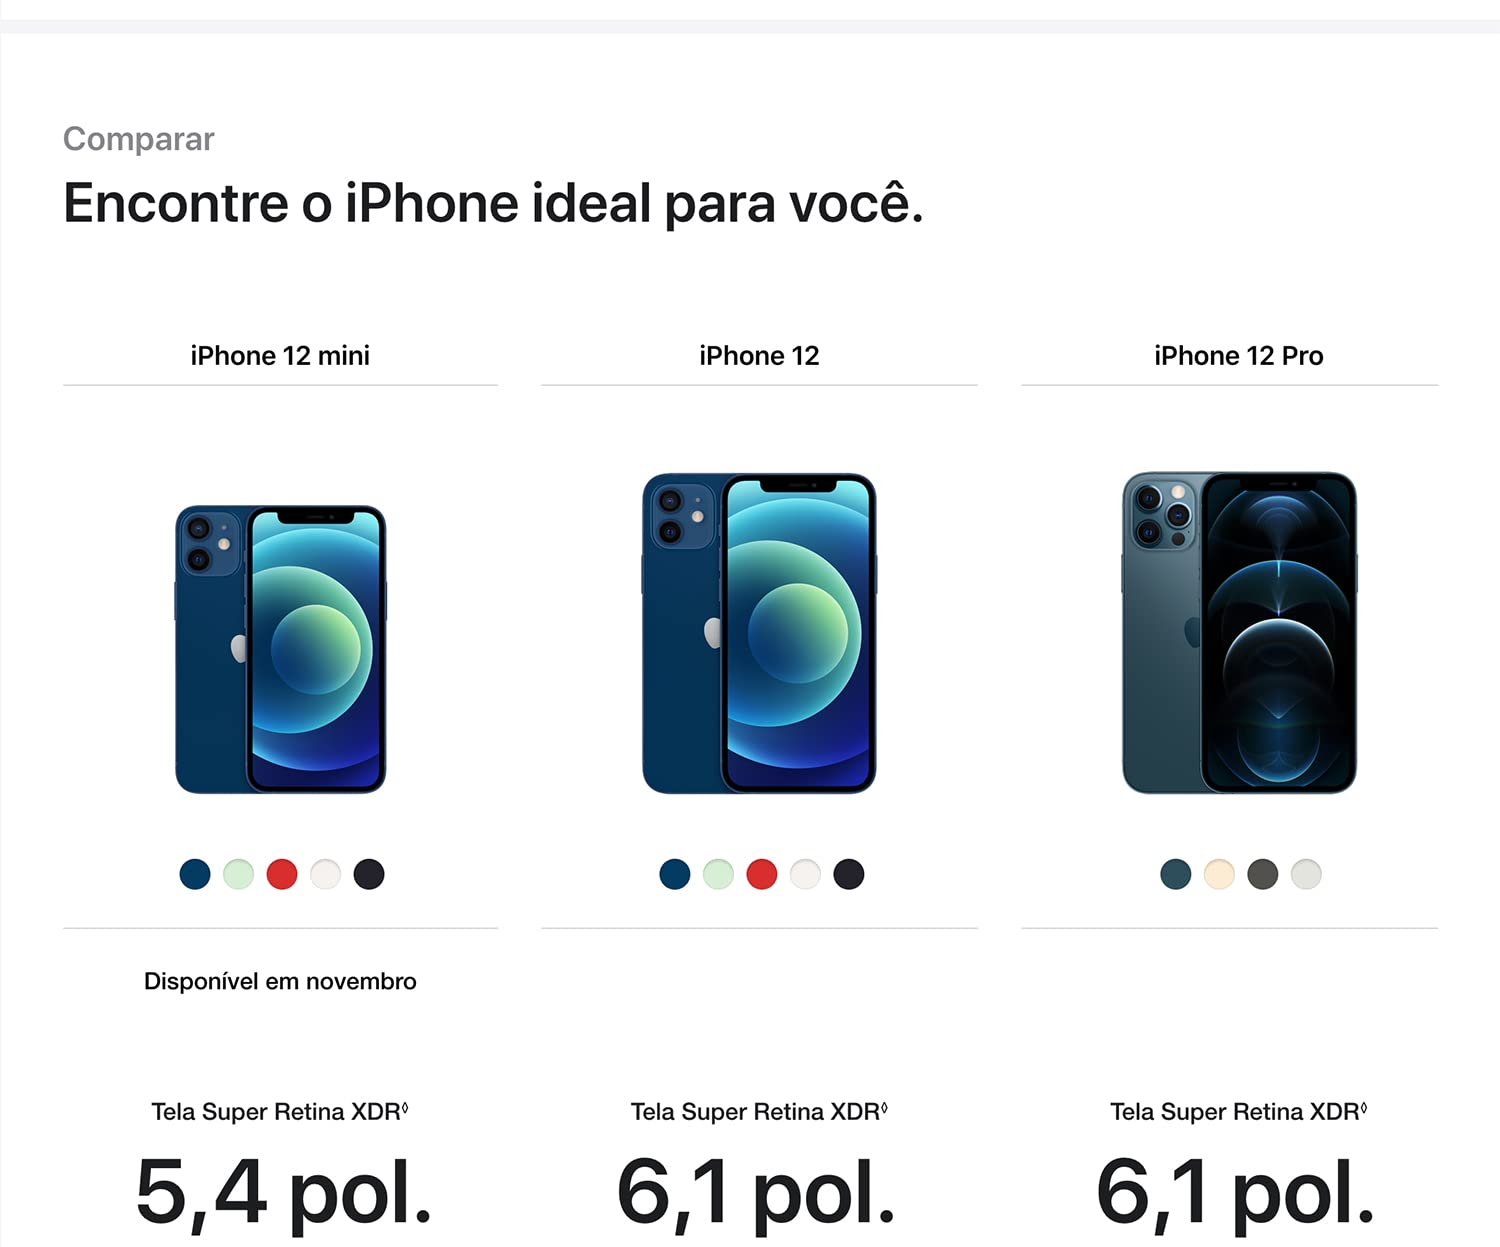 Comparar
Encontre o iPhone ideal para você.
iPhone 12 mini
iPhone 12
iPhone 12 Pro
Disponível em novembro
Tela Super Retina XDR◊
Tela Super Retina XDR◊
Tela Super Retina XDR◊
5,4 pol.
6,1 pol.
6,1 pol.